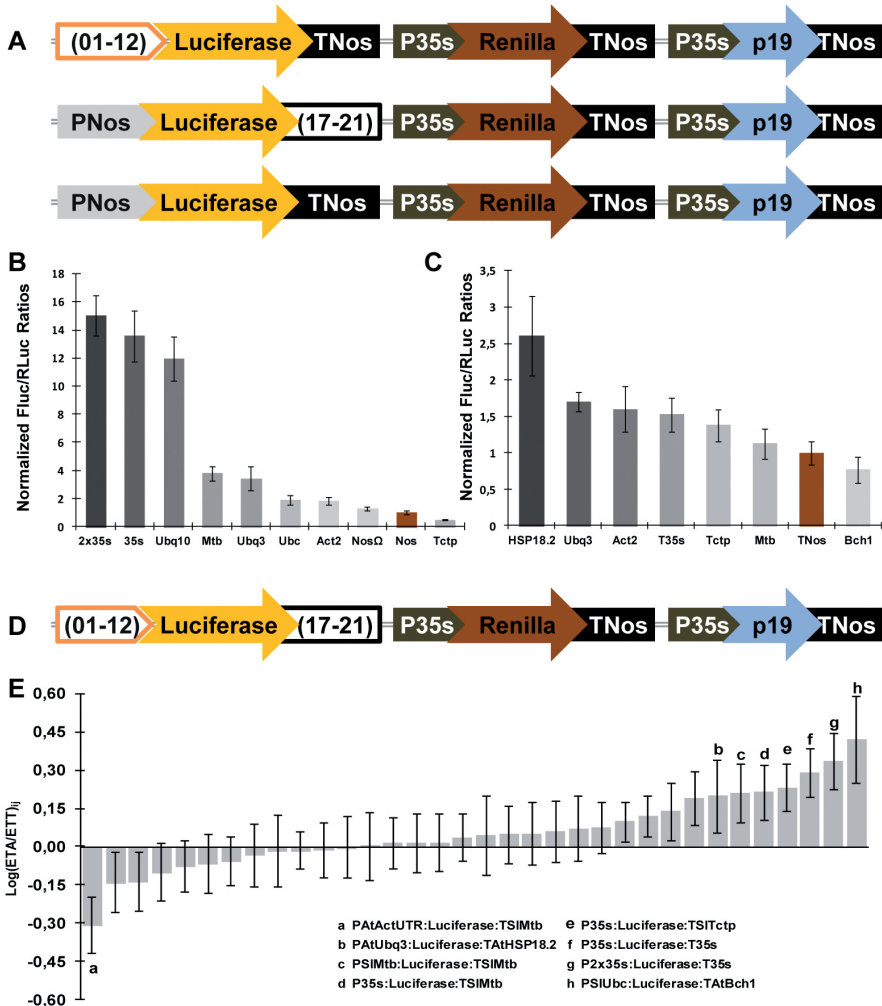 A
(01-12) Luciferase TNos P35s Renilla TNos P35s p19 TNos
PNos Luciferase (17-21) P35s Renilla TNos P35s p19 TNos
PNos Luciferase TNos P35s Renilla TNos P35s p19 TNos
B
Normalized Fluc/RLuc Ratios
18
16
14
12
10
8
6
4
2
0
2x35s 35s Ubq10 Mtb Ubq3 Ubc Act2 NosΩ Nos Tctp
C
Normalized Fluc/RLuc Ratios
3,5
3
2,5
2
1,5
1
0,5
0
HSP18.2 Ubq3 Act2 T35s Tctp Mtb TNos Bch1
D
(01-12) Luciferase (17-21) P35s Renilla TNos P35s p19 TNos
E
Log(ETA/ETT)ij
0,60
0,45
0,30
0,15
0,00
-0,15
-0,30
-0,45
-0,60
a
b
c
d
e
f
g
h
a PAtActUTR:Luciferase:TSlMtb
b PAtUbq3:Luciferase:TAtHSP18.2
c PSlMtb:Luciferase:TSlMtb
d P35s:Luciferase:TSlMtb
e P35s:Luciferase:TSlTctp
f P35s:Luciferase:T35s
g P2x35s:Luciferase:T35s
h PSlUbc:Luciferase:TAtBch1